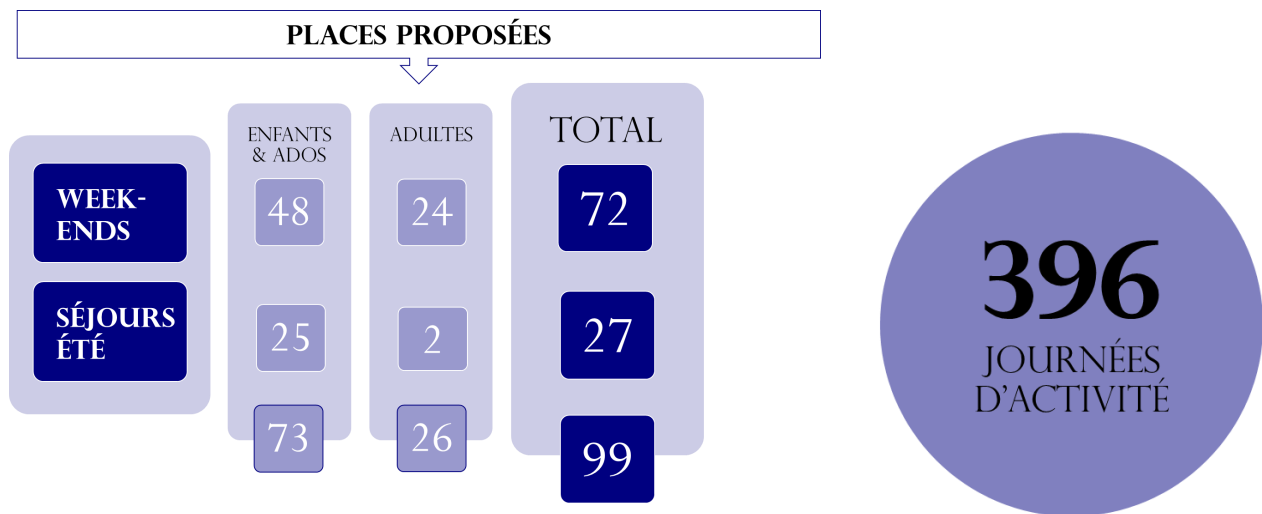 PLACES PROPOSÉES
ENFANTS
& ADOS
ADULTES
TOTAL
WEEK-
ENDS
48
24
72
SÉJOURS
ÉTÉ
25
2
27
73
26
99
396
JOURNÉES
D'ACTIVITÉ